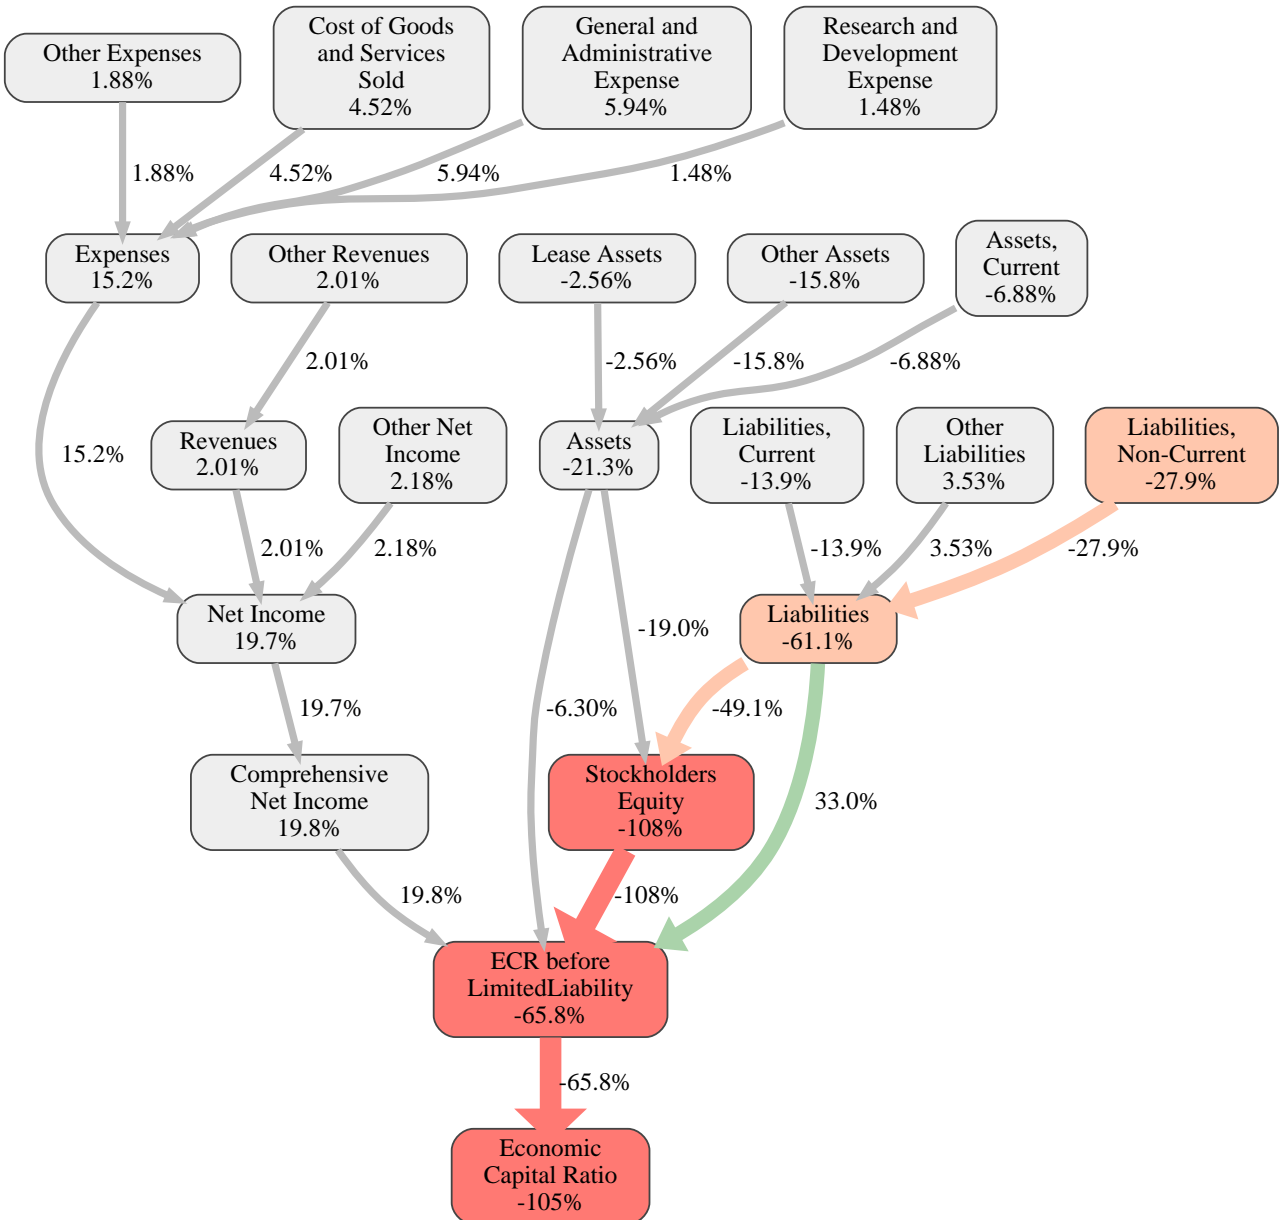 Other Expenses
1.88%
Cost of Goods
and Services
Sold
4.52%
General and
Administrative
Expense
5.94%
Research and
Development
Expense
1.48%
1.88%
4.52%
5.94%
1.48%
Expenses
15.2%
Other Revenues
2.01%
Lease Assets
-2.56%
Other Assets
-15.8%
Assets,
Current
-6.88%
2.01%
-2.56%
-15.8%
-6.88%
15.2%
Revenues
2.01%
Other Net
Income
2.18%
Assets
-21.3%
Liabilities,
Current
-13.9%
Other
Liabilities
3.53%
Liabilities,
Non-Current
-27.9%
2.01%
2.18%
-13.9%
3.53%
-27.9%
Net Income
19.7%
-19.0%
Liabilities
-61.1%
19.7%
-6.30%
-49.1%
Comprehensive
Net Income
19.8%
Stockholders
Equity
-108%
33.0%
19.8%
-108%
ECR before
LimitedLiability
-65.8%
-65.8%
Economic
Capital Ratio
-105%